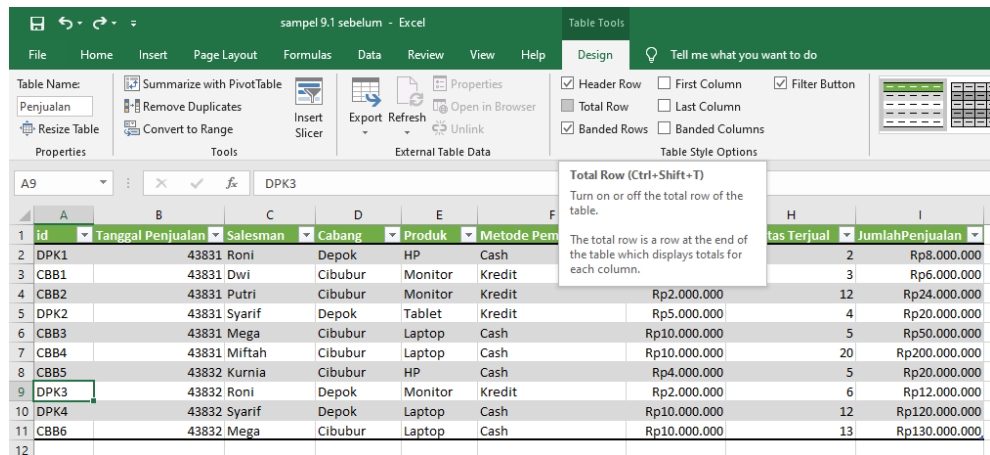 sampel 9.1 sebelum - Excel Table Tools
File Home Insert Page Layout Formulas Data Review View Help Design Tell me what you want to do
Table Name: Summarize with PivotTable Properties Header Row First Column Filter Button
Penjualan Remove Duplicates Insert Slicer Export Refresh Open in Browser Total Row Last Column
Resize Table Convert to Range Unlink Banded Rows Banded Columns
Properties Tools External Table Data Table Style Options
A9 fx DPK3
Total Row (Ctrl+Shift+T)
Turn on or off the total row of the
table.
The total row is a row at the end of
the table which displays totals for
each column.
A B C D E F H I
1 id Tanggal Penjualan Salesman Cabang Produk Metode Pem tas Terjual JumlahPenjualan
2 DPK1 43831 Roni Depok HP Cash 2 Rp8.000.000
3 CBB1 43831 Dwi Cibubur Monitor Kredit 3 Rp6.000.000
4 CBB2 43831 Putri Cibubur Monitor Kredit Rp2.000.000 12 Rp24.000.000
5 DPK2 43831 Syarif Depok Tablet Kredit Rp5.000.000 4 Rp20.000.000
6 CBB3 43831 Mega Cibubur Laptop Cash Rp10.000.000 5 Rp50.000.000
7 CBB4 43831 Miftah Cibubur Laptop Cash Rp10.000.000 20 Rp200.000.000
8 CBB5 43832 Kurnia Cibubur HP Cash Rp4.000.000 5 Rp20.000.000
9 DPK3 43832 Roni Depok Monitor Kredit Rp2.000.000 6 Rp12.000.000
10 DPK4 43832 Syarif Depok Laptop Cash Rp10.000.000 12 Rp120.000.000
11 CBB6 43832 Mega Cibubur Laptop Cash Rp10.000.000 13 Rp130.000.000
12